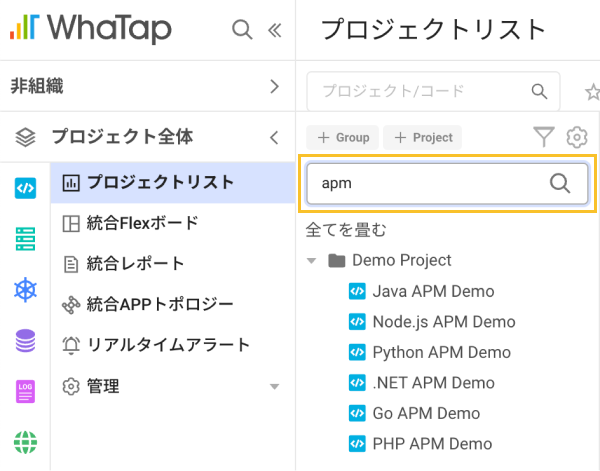 WhaTap
非組織
プロジェクト全体
プロジェクトリスト
統合Flexボード
統合レポート
統合APPトポロジー
リアルタイムアラート
管理
LOG
プロジェクトリスト
プロジェクト/コード
+ Group
+ Project
apm
全てを畳む
Demo Project
Java APM Demo
Node.js APM Demo
Python APM Demo
.NET APM Demo
Go APM Demo
PHP APM Demo